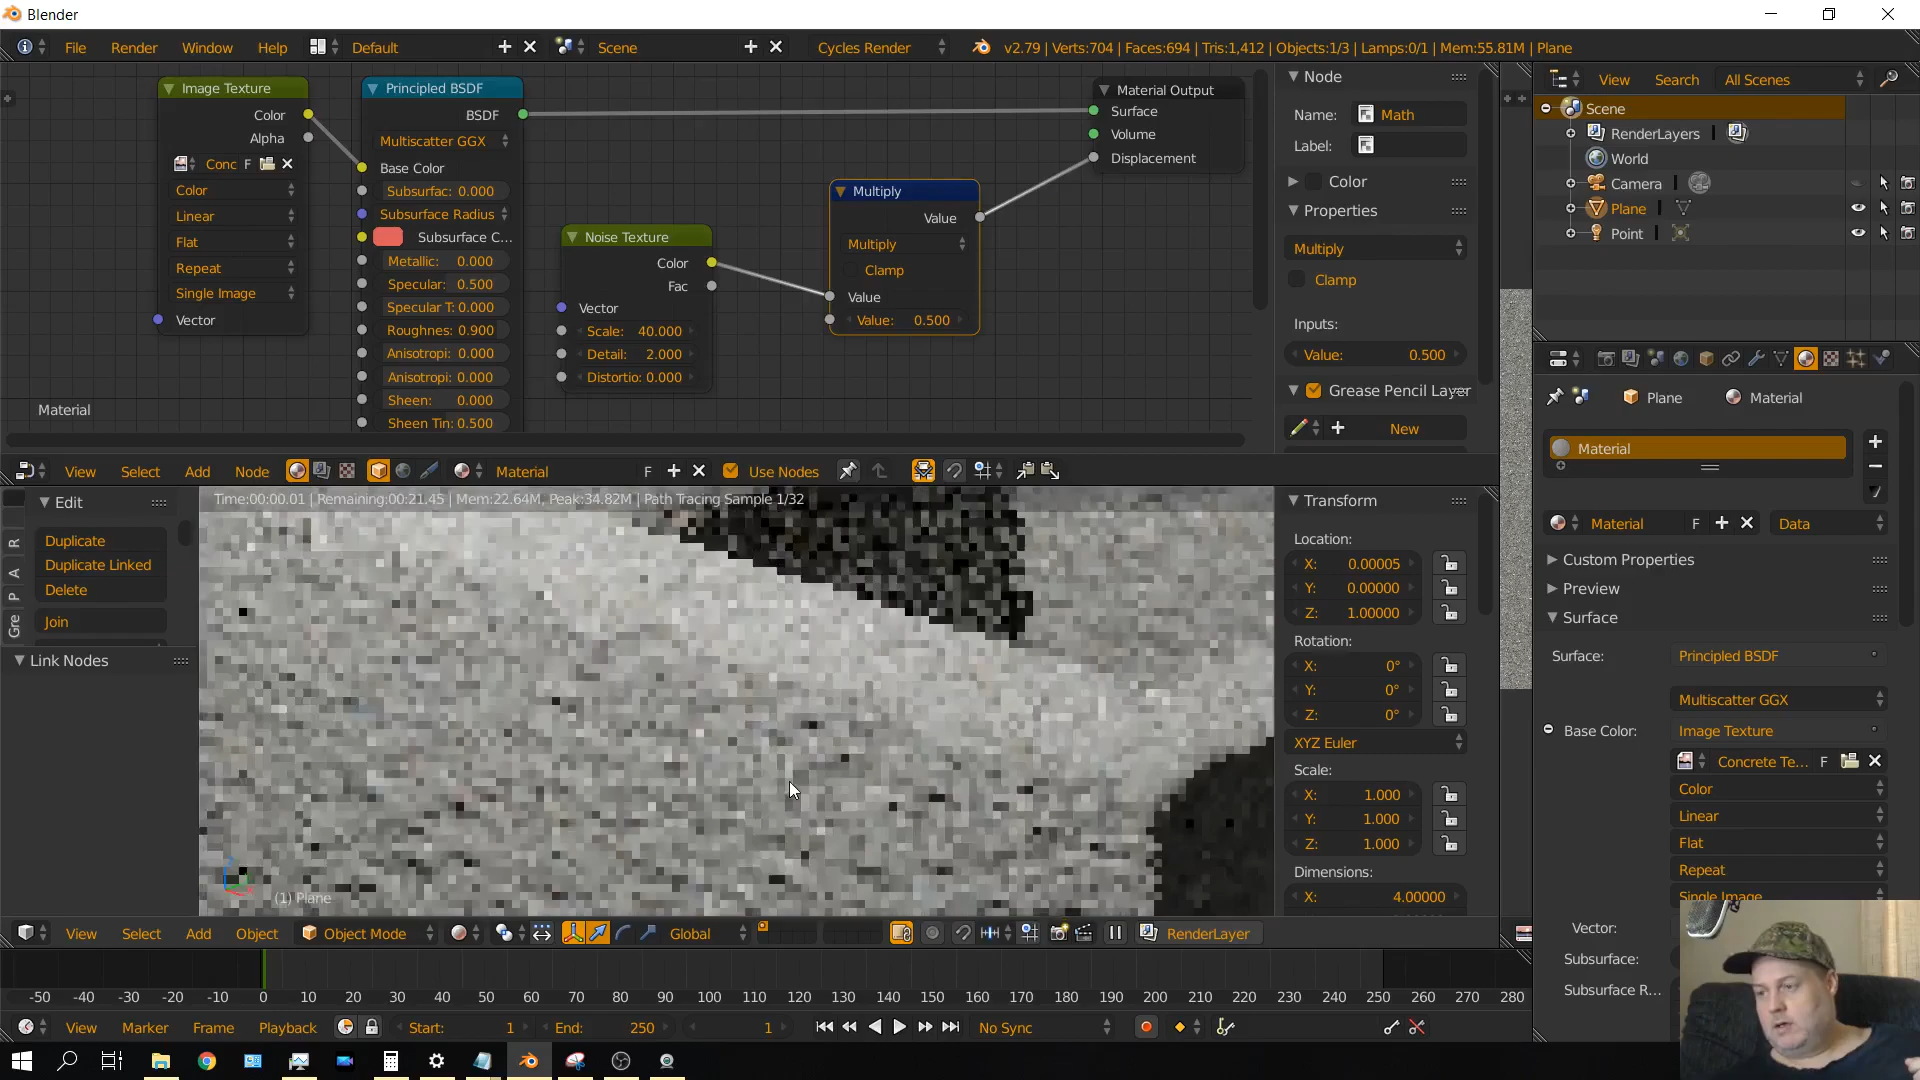 Blender
File Render Window Help Default Scene Cycles Render v2.79 | Verts:704 | Faces:694 | Tris:1,412 | Objects:1/3 | Lamps:0/1 | Mem:55.81M | Plane
Image Texture
Color
Alpha
Conc F
Color
Linear
Flat
Repeat
Single Image
Vector
Principled BSDF
BSDF
Multiscatter GGX
Base Color
Subsurfac: 0.000
Subsurface Radius
Subsurface C...
Metallic: 0.000
Specular: 0.500
Specular T: 0.000
Roughnes: 0.900
Anisotropi: 0.000
Anisotropi: 0.000
Sheen: 0.000
Sheen Tin: 0.500
Noise Texture
Color
Fac
Vector
Scale: 40.000
Detail: 2.000
Distortio: 0.000
Multiply
Value
Multiply
Clamp
Value
Value: 0.500
Material Output
Surface
Volume
Displacement
Material
Node
Name: Math
Label:
Color
Properties
Multiply
Clamp
Inputs:
Value: 0.500
Grease Pencil Layer
New
View Search All Scenes
Scene
RenderLayers
World
Camera
Plane
Point
View Select Add Node Material F Use Nodes
Edit
Duplicate
Duplicate Linked
Delete
Join
Link Nodes
R
A
P
Gre
Time:00:00.01 | Remaining:00:21.45 | Mem:22.64M, Peak:34.82M | Path Tracing Sample 1/32
(1) Plane
Transform
Location:
X: 0.00005
Y: 0.00000
Z: 1.00000
Rotation:
X: 0°
Y: 0°
Z: 0°
XYZ Euler
Scale:
X: 1.000
Y: 1.000
Z: 1.000
Dimensions:
X: 4.00000
Plane Material
Material
Material F Data
Custom Properties
Preview
Surface
Surface: Principled BSDF
Multiscatter GGX
Base Color: Image Texture
Concrete Te... F
Color
Linear
Flat
Repeat
Single Image
Vector:
Subsurface:
Subsurface R...
View Select Add Object Object Mode Global RenderLayer
-50 -40 -30 -20 -10 0 10 20 30 40 50 60 70 80 90 100 110 120 130 140 150 160 170 180 190 200 210 220 230 240 250 260 270 280
View Marker Frame Playback Start: 1 End: 250 1 No Sync